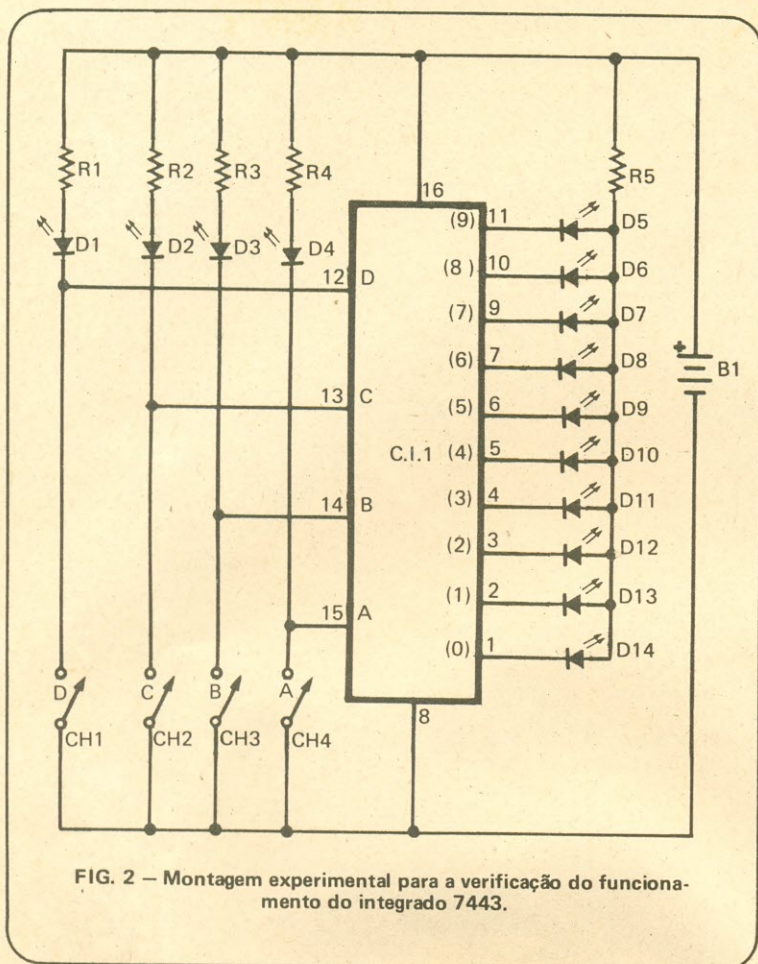 R1
R2
R3
R4
R5
16
D1
D2
D3
D4
12 D
13 C
14 B
15 A
C.I.1
(9) 11 D5
(8) 10 D6
(7) 9 D7
(6) 7 D8
(5) 6 D9
(4) 5 D10
(3) 4 D11
(2) 3 D12
(1) 2 D13
(0) 1 D14
+
B1
D
C
B
A
CH1
CH2
CH3
CH4
8
FIG. 2 — Montagem experimental para a verificação do funciona-
mento do integrado 7443.